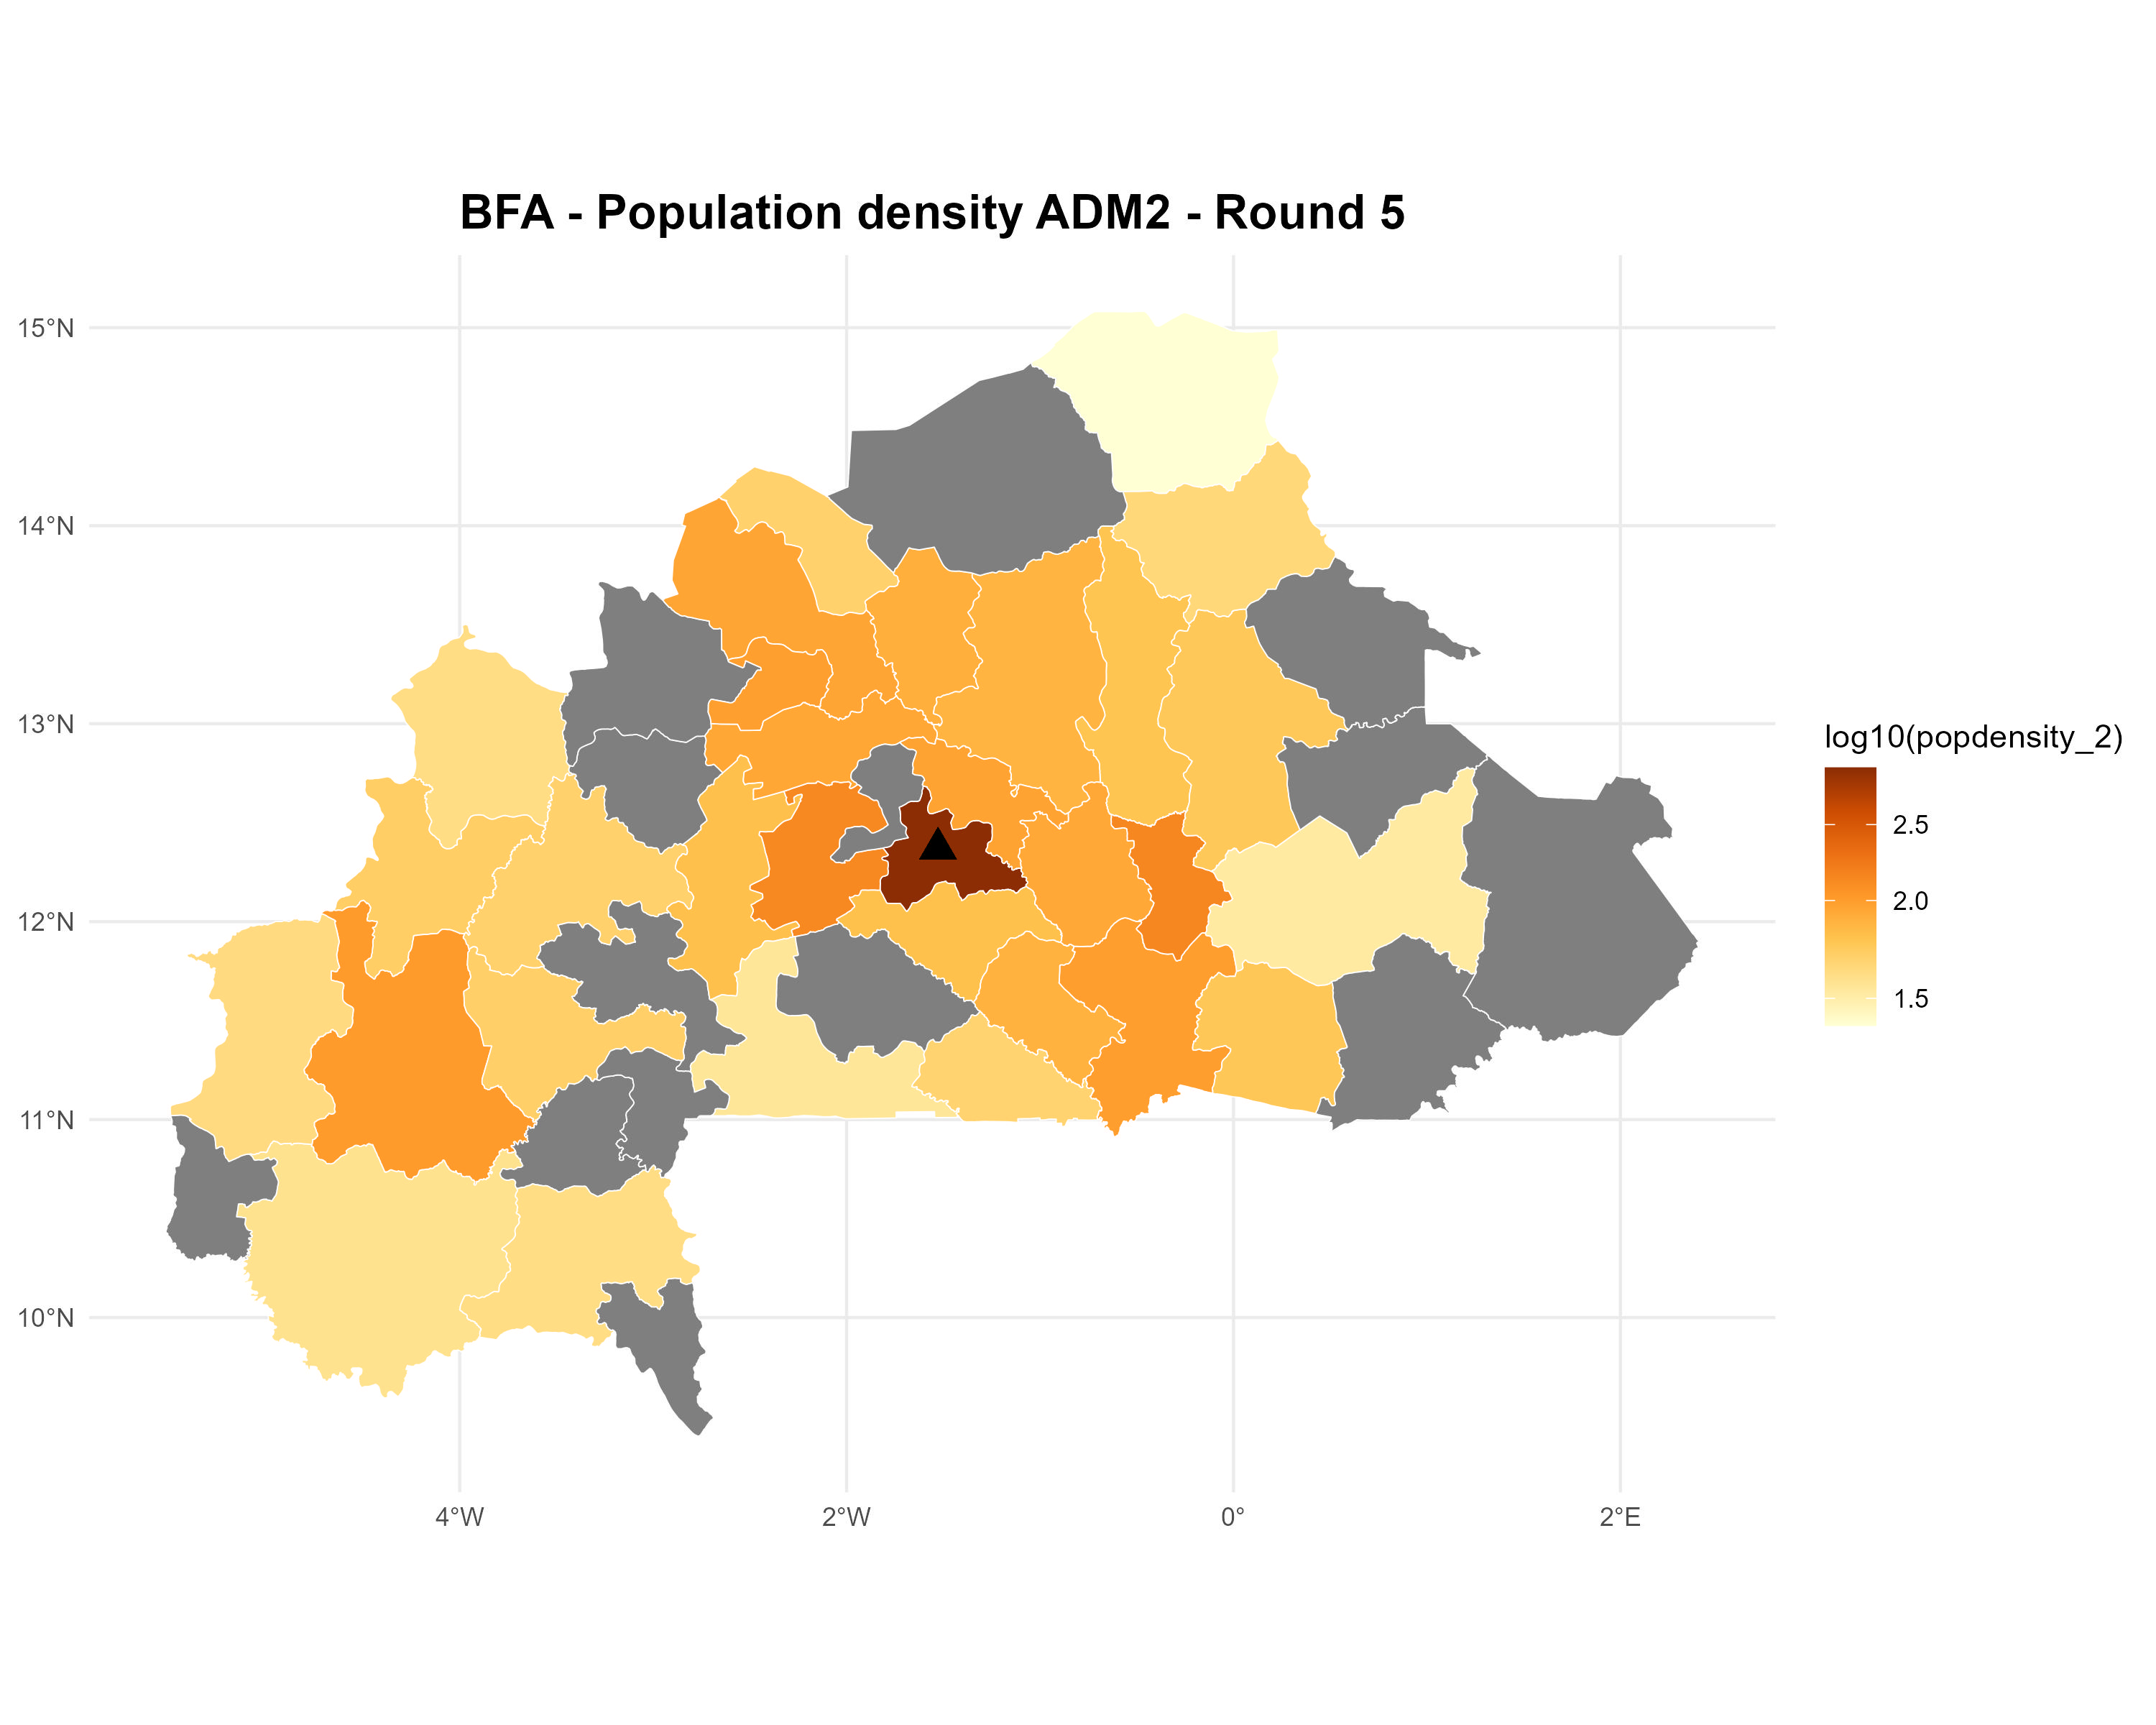 BFA - Population density ADM2 - Round 5
15°N
14°N
13°N
12°N
11°N
10°N
4°W
2°W
0°
2°E
log10(popdensity_2)
2.5
2.0
1.5